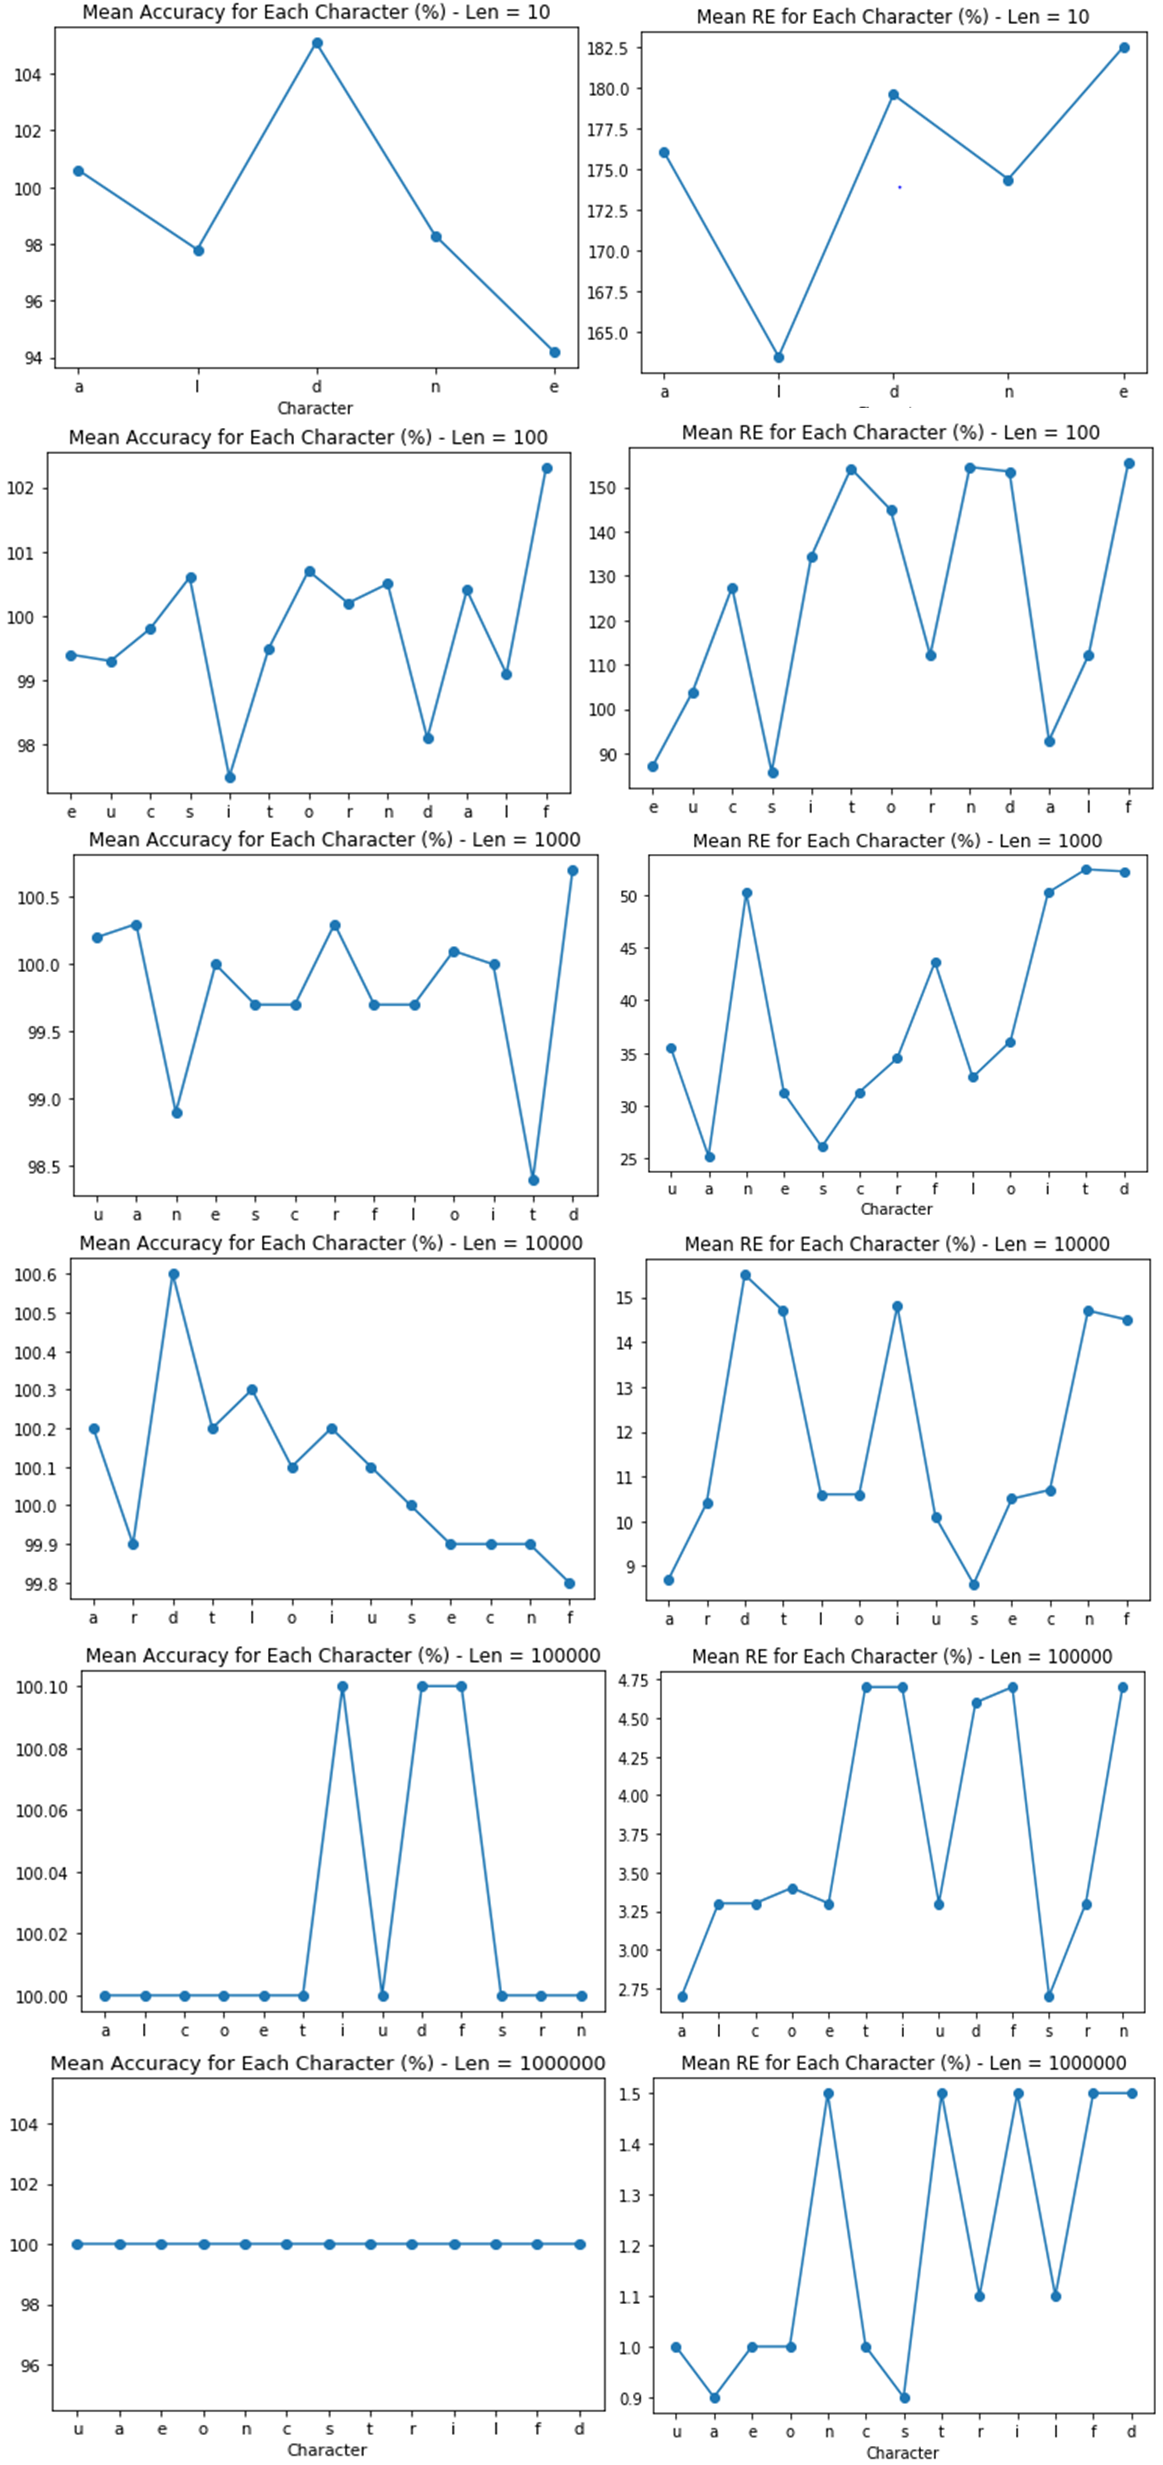 Mean Accuracy for Each Character (%) - Len = 10
104
102
100
98
96
94
a l d n e
Character
Mean RE for Each Character (%) - Len = 10
182.5
180.0
177.5
175.0
172.5
170.0
167.5
165.0
a l d n e
Mean Accuracy for Each Character (%) - Len = 100
102
101
100
99
98
e u c s i t o r n d a l f
Mean RE for Each Character (%) - Len = 100
150
140
130
120
110
100
90
e u c s i t o r n d a l f
Mean Accuracy for Each Character (%) - Len = 1000
100.5
100.0
99.5
99.0
98.5
u a n e s c r f l o i t d
Mean RE for Each Character (%) - Len = 1000
50
45
40
35
30
25
u a n e s c r f l o i t d
Character
Mean Accuracy for Each Character (%) - Len = 10000
100.6
100.5
100.4
100.3
100.2
100.1
100.0
99.9
99.8
a r d t l o i u s e c n f
Mean RE for Each Character (%) - Len = 10000
15
14
13
12
11
10
9
a r d t l o i u s e c n f
Mean Accuracy for Each Character (%) - Len = 100000
100.10
100.08
100.06
100.04
100.02
100.00
a l c o e t i u d f s r n
Mean RE for Each Character (%) - Len = 100000
4.75
4.50
4.25
4.00
3.75
3.50
3.25
3.00
2.75
a l c o e t i u d f s r n
Mean Accuracy for Each Character (%) - Len = 1000000
104
102
100
98
96
u a e o n c s t r i l f d
Character
Mean RE for Each Character (%) - Len = 1000000
1.5
1.4
1.3
1.2
1.1
1.0
0.9
u a e o n c s t r i l f d
Character